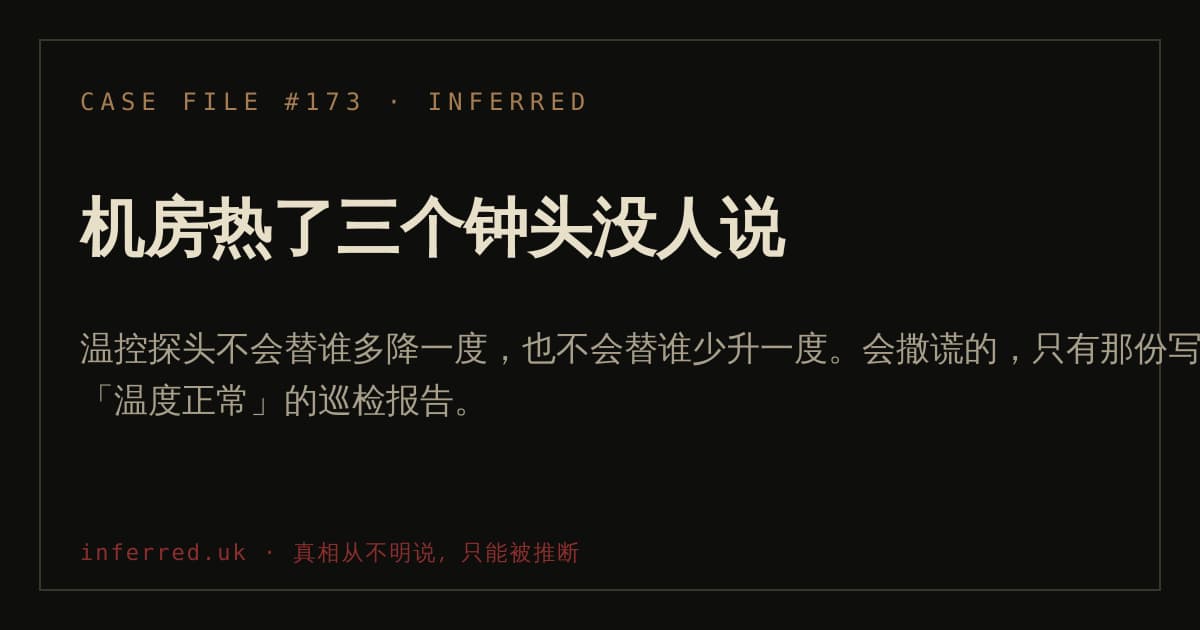 CASE FILE #173 · INFERRED
机房热了三个钟头没人说
温控探头不会替谁多降一度，也不会替谁少升一度。会撒谎的，只有那份写
「温度正常」的巡检报告。
inferred.uk · 真相从不明说，只能被推断